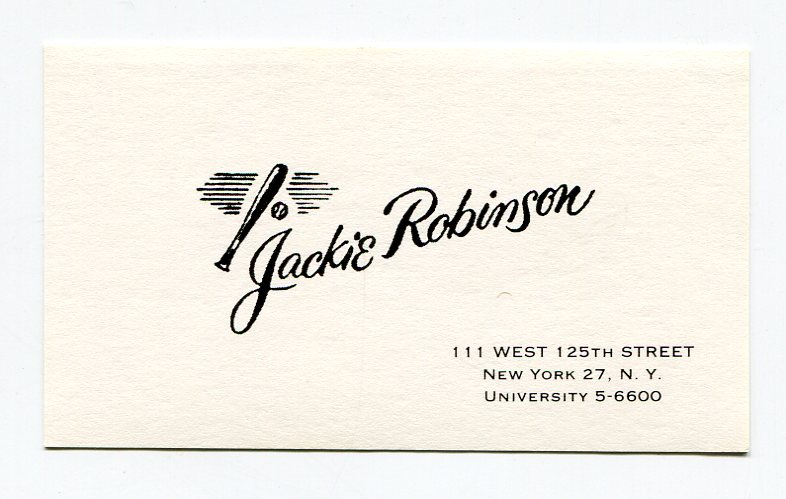 Jackie Robinson
111 WEST 125TH STREET
NEW YORK 27, N. Y.
UNIVERSITY 5-6600